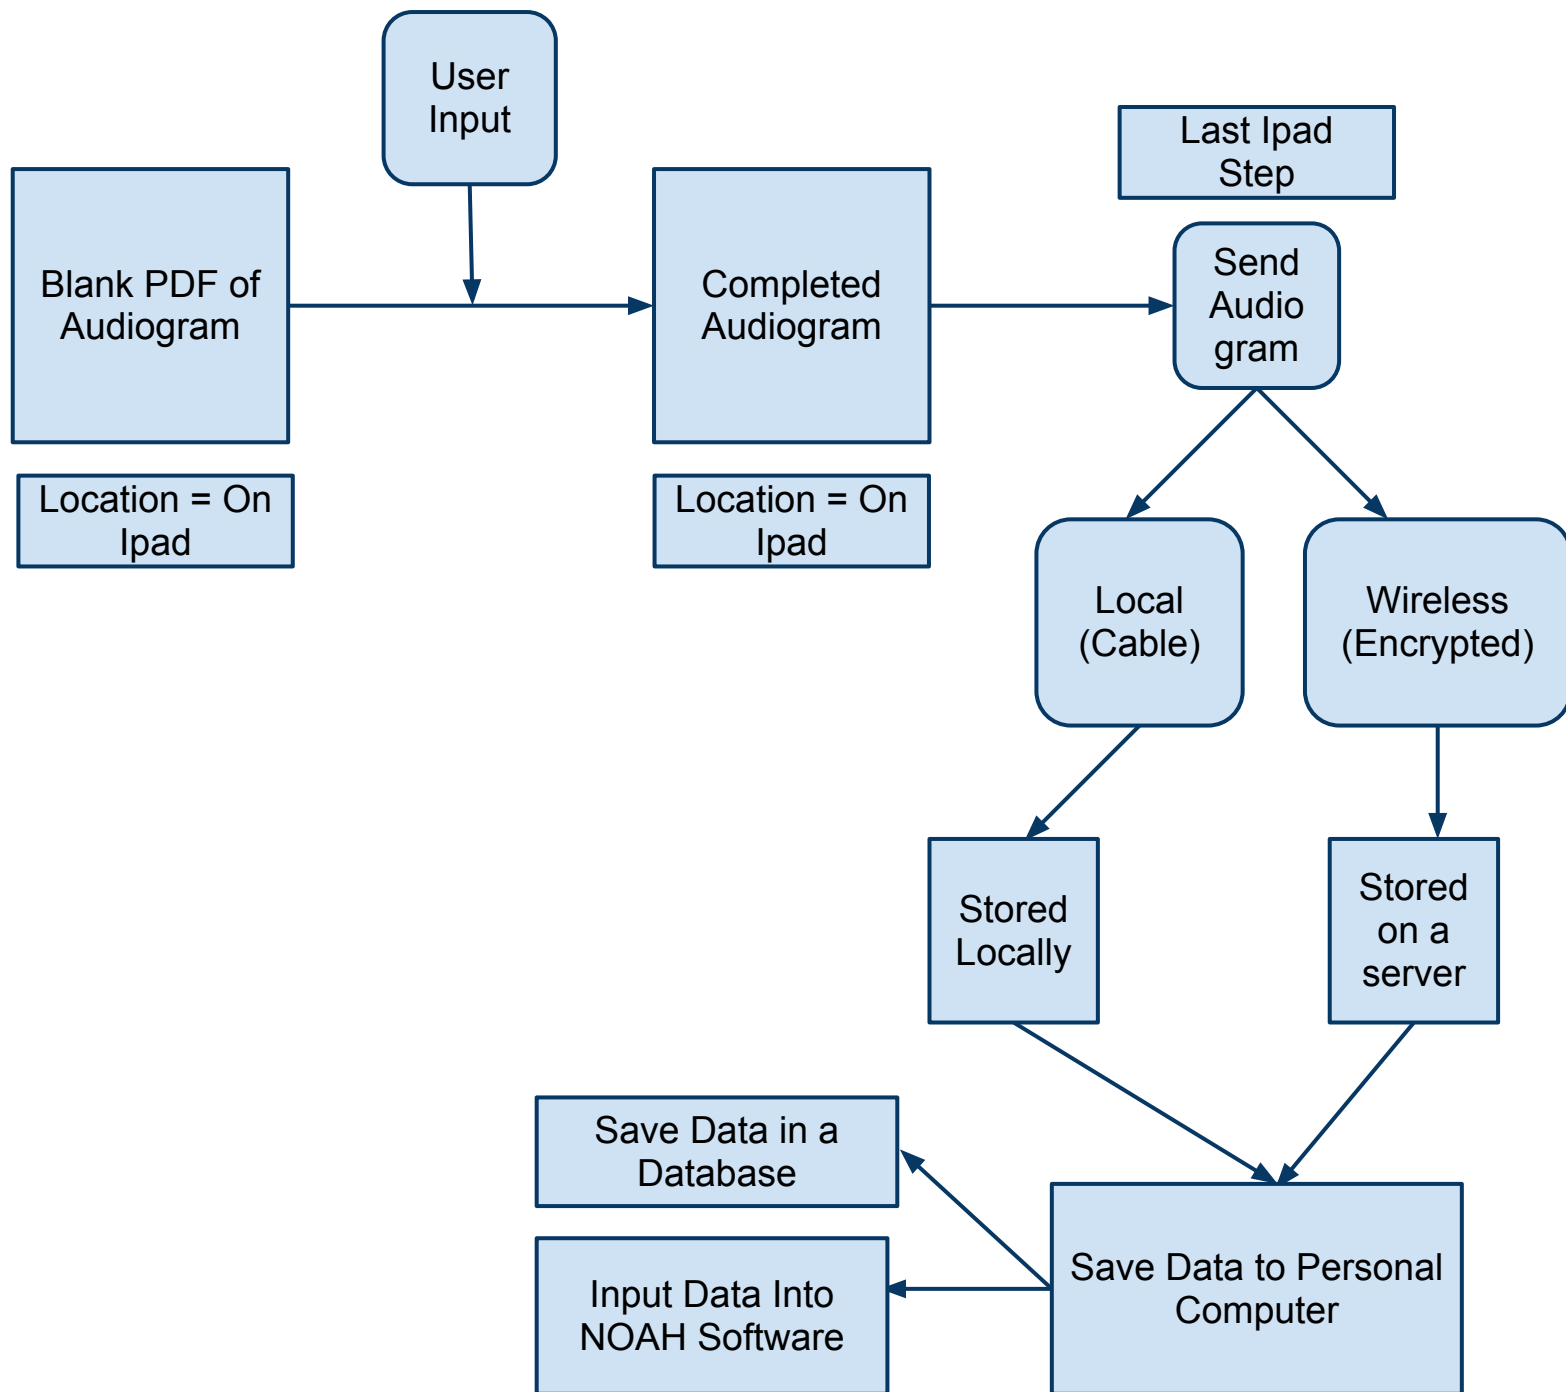 User
Input
Last Ipad
Step
Blank PDF of
Audiogram
Completed
Audiogram
Send
Audio
gram
Location = On
Ipad
Location = On
Ipad
Local
(Cable)
Wireless
(Encrypted)
Stored
Locally
Stored
on a
server
Save Data in a
Database
Save Data to Personal
Computer
Input Data Into
NOAH Software